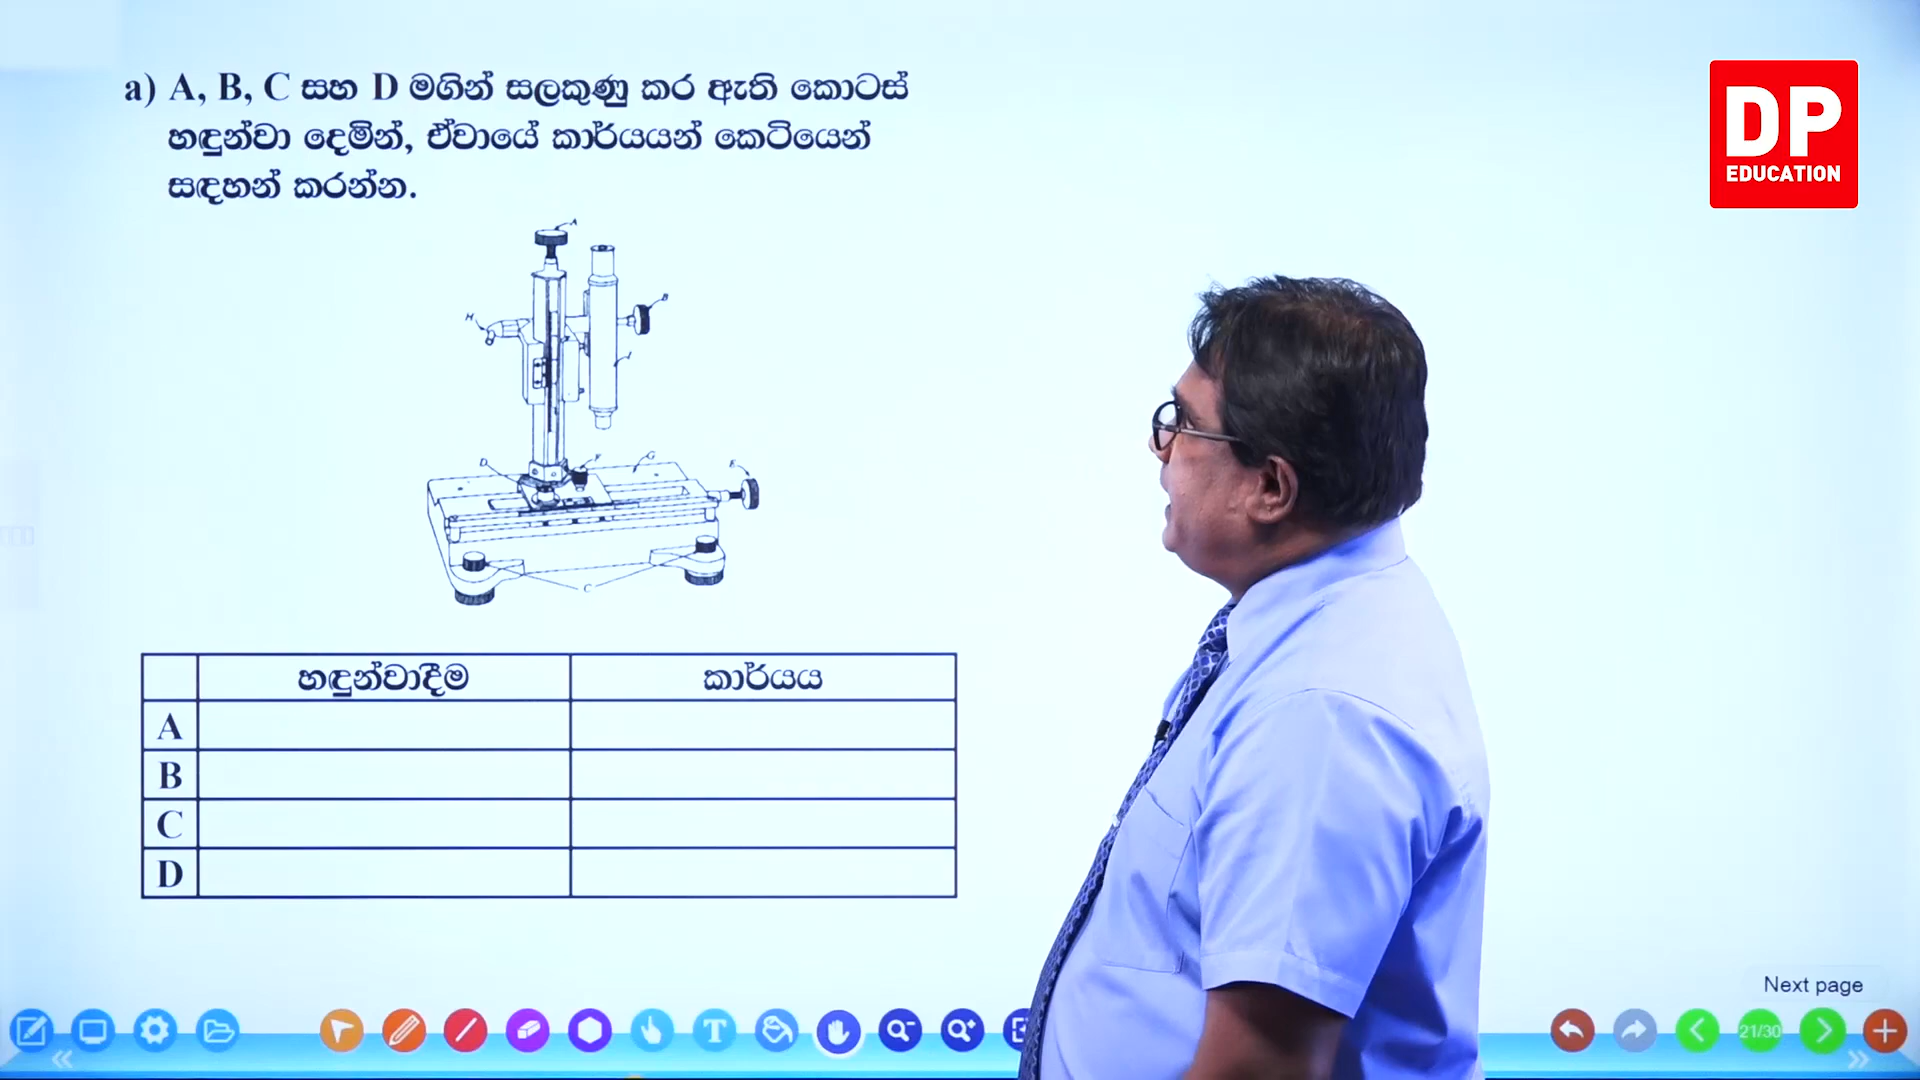 a) A, B, C සහ D මගින් සලකුණු කර ඇති කොටස්
හඳුන්වා දෙමින්, ඒවායේ කාර්යයන් කෙටියෙන්
සඳහන් කරන්න.
DP
EDUCATION
A
B
H
I
D
F
G
E
C
හඳුන්වාදීම කාර්යය
A
B
C
D
Next page
21/30